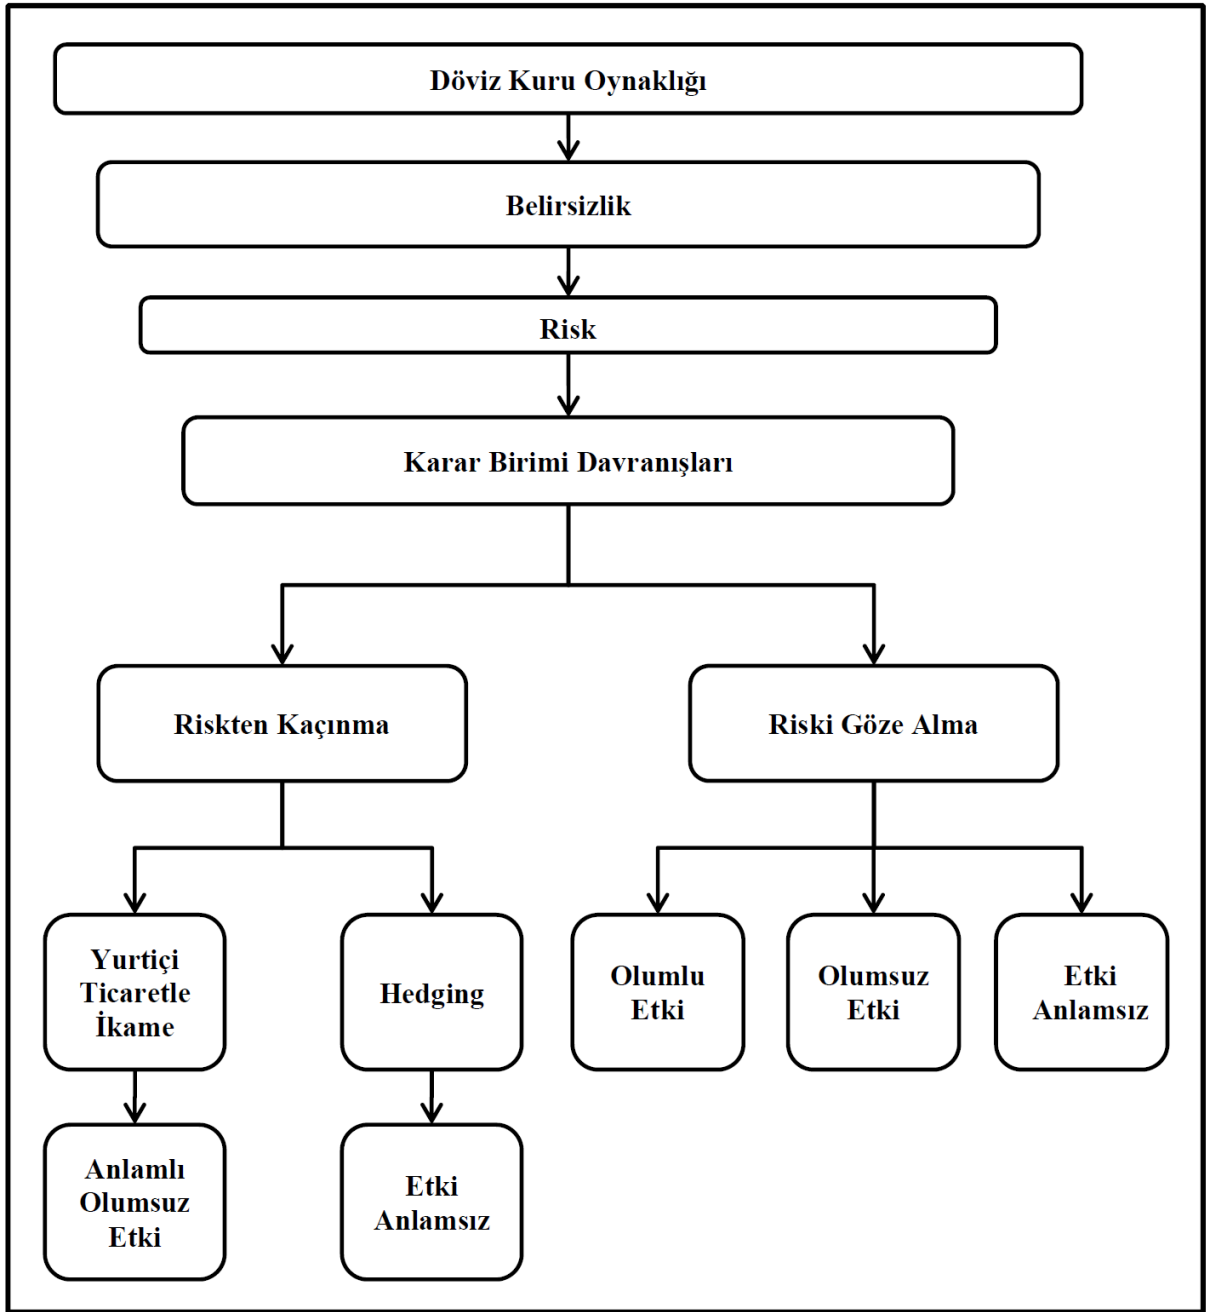 Döviz Kuru Oynaklığı
Belirsizlik
Risk
Karar Birimi Davranışları
Riskten Kaçınma
Riski Göze Alma
Yurtiçi
Ticaretle
İkame
Hedging
Olumlu
Etki
Olumsuz
Etki
Etki
Anlamsız
Anlamlı
Olumsuz
Etki
Etki
Anlamsız